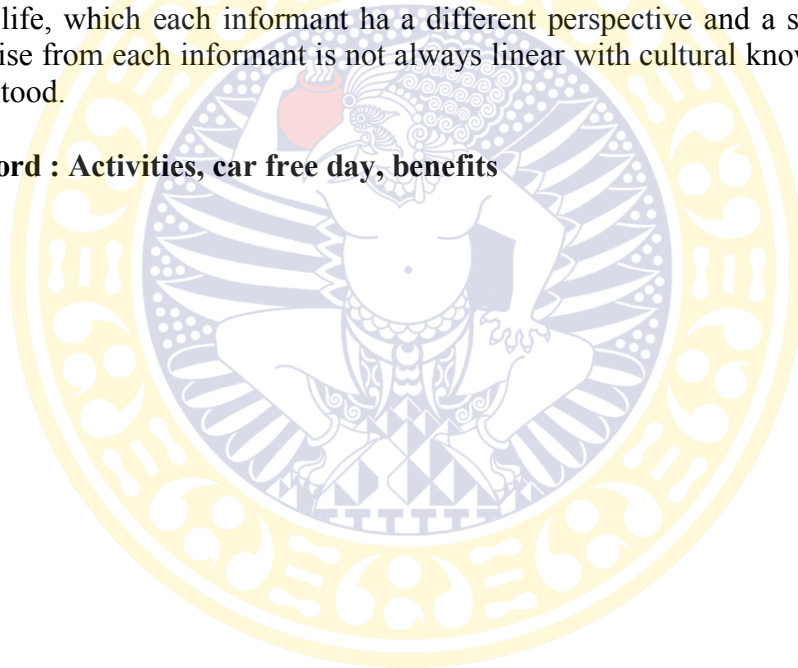 life, which each informant ha a different perspective and a s
ise from each informant is not always linear with cultural know
tood.
ord : Activities, car free day, benefits